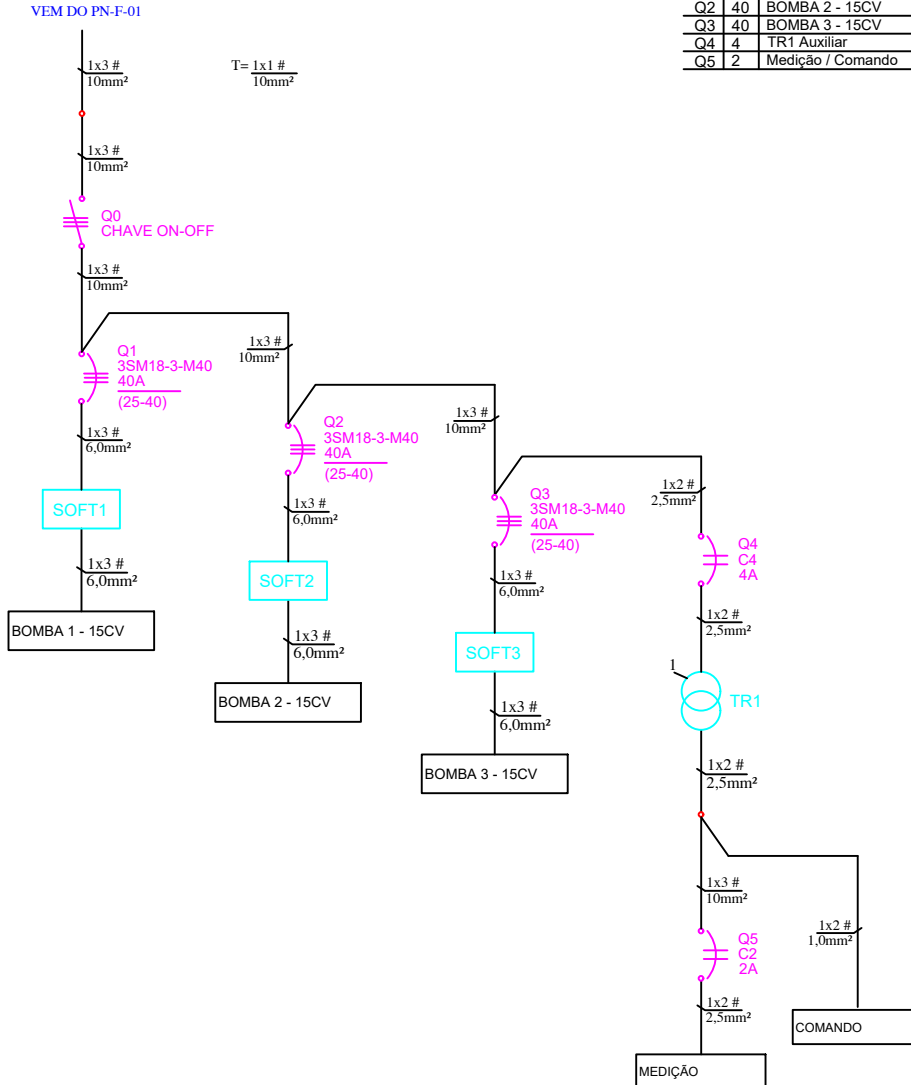 VEM DO PN-F-01
Q2 40 BOMBA 2 - 15CV
Q3 40 BOMBA 3 - 15CV
Q4 4 TR1 Auxiliar
Q5 2 Medição / Comando
1x3 #
10mm²
T= 1x1 #
10mm²
1x3 #
10mm²
Q0
CHAVE ON-OFF
1x3 #
10mm²
Q1
3SM18-3-M40
40A
(25-40)
1x3 #
10mm²
1x3 #
6,0mm²
SOFT1
1x3 #
6,0mm²
BOMBA 1 - 15CV
Q2
3SM18-3-M40
40A
(25-40)
1x3 #
10mm²
1x3 #
6,0mm²
SOFT2
1x3 #
6,0mm²
BOMBA 2 - 15CV
Q3
3SM18-3-M40
40A
(25-40)
1x2 #
2,5mm²
1x3 #
6,0mm²
SOFT3
1x3 #
6,0mm²
BOMBA 3 - 15CV
Q4
C4
4A
1x2 #
2,5mm²
1
TR1
1x2 #
2,5mm²
1x3 #
10mm²
Q5
C2
2A
1x2 #
2,5mm²
MEDIÇÃO
1x2 #
1,0mm²
COMANDO